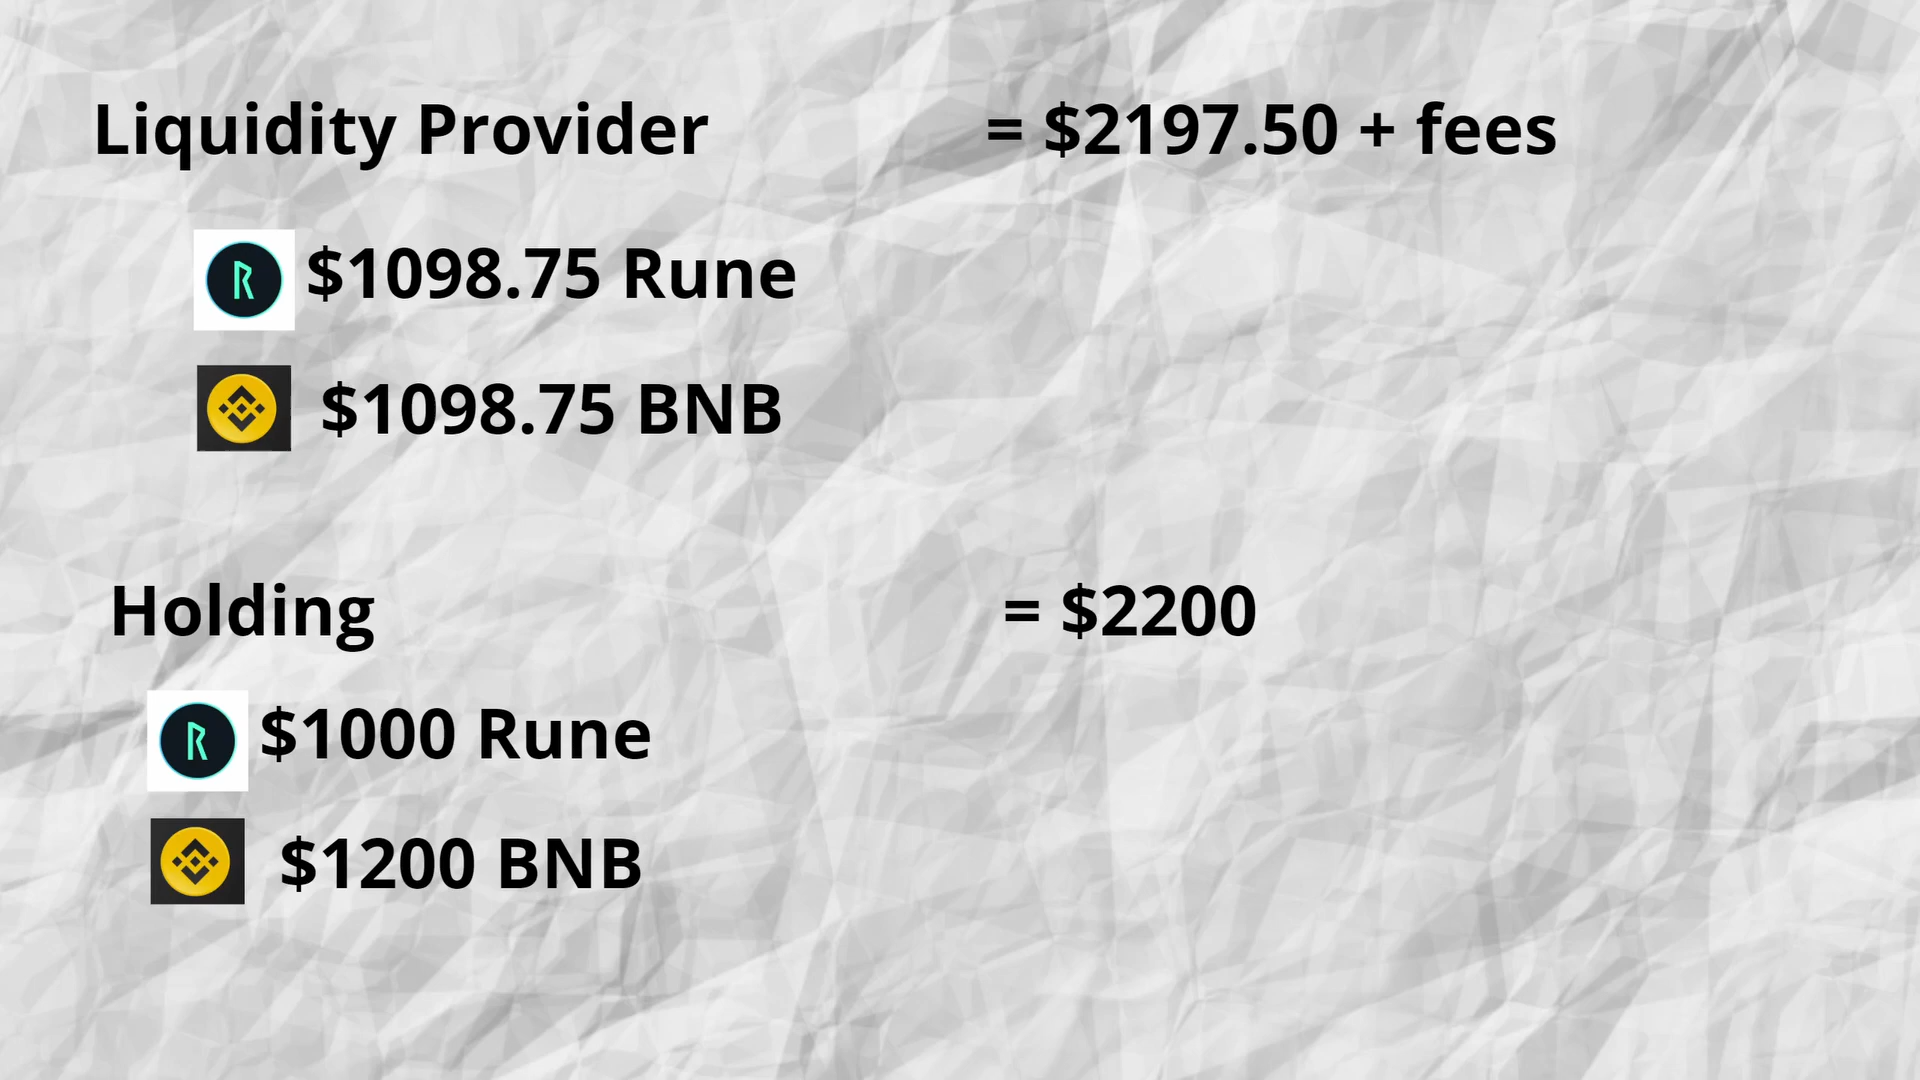 Liquidity Provider = $2197.50 + fees
$1098.75 Rune
$1098.75 BNB
Holding = $2200
$1000 Rune
$1200 BNB